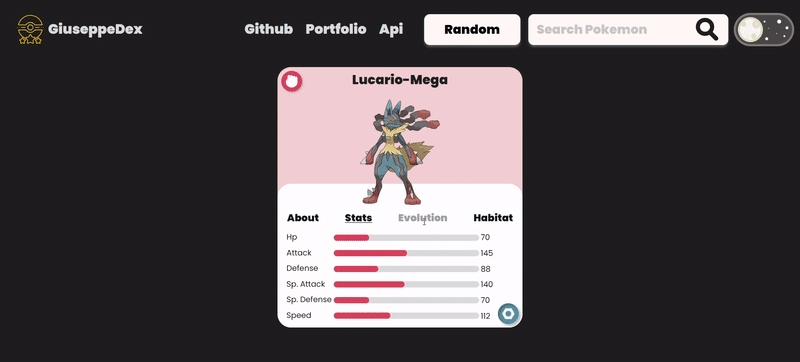 GiuseppeDex
Github Portfolio Api
Random
Search Pokemon
Lucario-Mega
About Stats Evolution Habitat
Hp 70
Attack 145
Defense 88
Sp. Attack 140
Sp. Defense 70
Speed 112